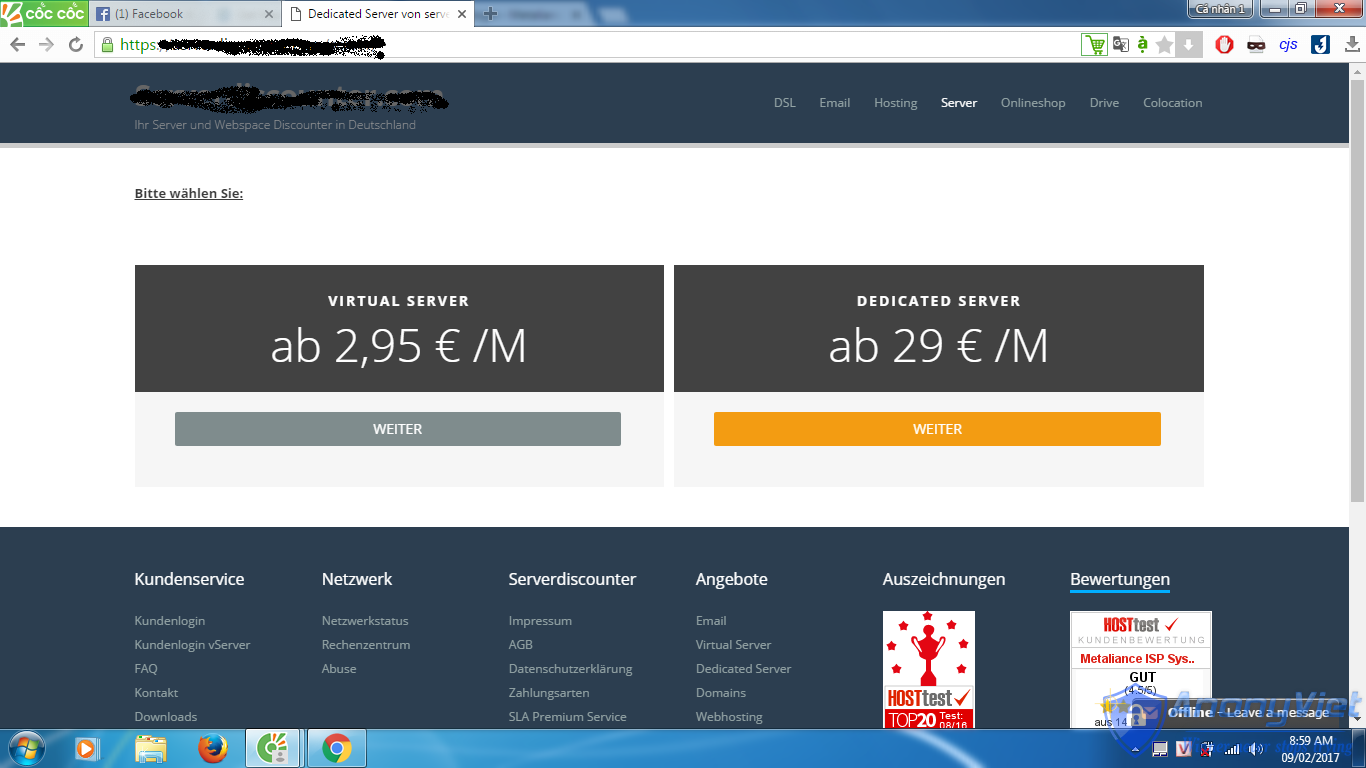 CỐC CỐC
(1) Facebook
Dedicated Server von serv
Cá nhân 1
https:
cjs
Ihr Server und Webspace Discounter in Deutschland
DSL Email Hosting Server Onlineshop Drive Colocation
Bitte wählen Sie:
VIRTUAL SERVER
ab 2,95 € /M
WEITER
DEDICATED SERVER
ab 29 € /M
WEITER
Kundenservice
Kundenlogin
Kundenlogin vServer
FAQ
Kontakt
Downloads
Netzwerk
Netzwerkstatus
Rechenzentrum
Abuse
Serverdiscounter
Impressum
AGB
Datenschutzerklärung
Zahlungsarten
SLA Premium Service
Angebote
Email
Virtual Server
Dedicated Server
Domains
Webhosting
Auszeichnungen
HOSTtest
TOP20 Test: 08/16
Bewertungen
HOSTtest
KUNDENBEWERTUNG
Metaliance ISP Sys..
GUT
(4.5/5)
aus 14
Offline - Leave a message
8:59 AM
09/02/2017